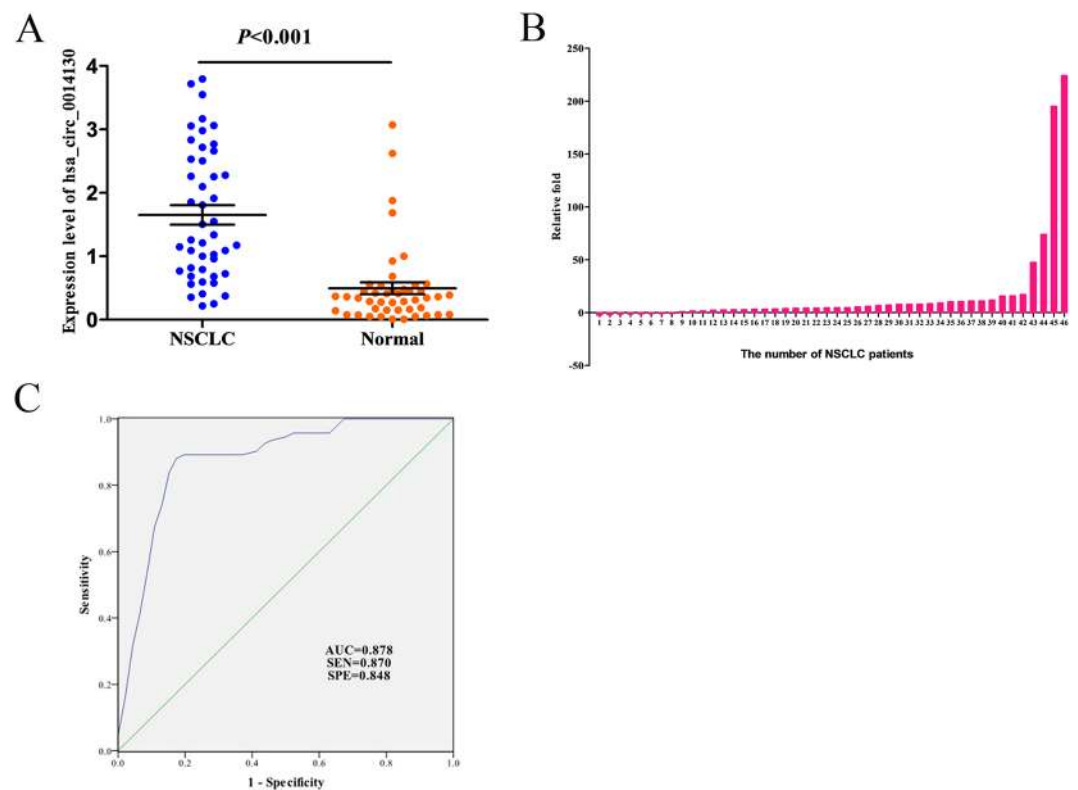 A
P<0.001
Expression level of hsa_circ_0014130
4
3
2
1
0
NSCLC Normal
B
Relative fold
250
200
150
100
50
0
-50
1 2 3 4 5 6 7 8 9 10 11 12 13 14 15 16 17 18 19 20 21 22 23 24 25 26 27 28 29 30 31 32 33 34 35 36 37 38 39 40 41 42 43 44 45 46
The number of NSCLC patients
C
Sensitivity
1.0
0.8
0.6
0.4
0.2
0.0
AUC=0.878
SEN=0.870
SPE=0.848
0.0 0.2 0.4 0.6 0.8 1.0
1 - Specificity